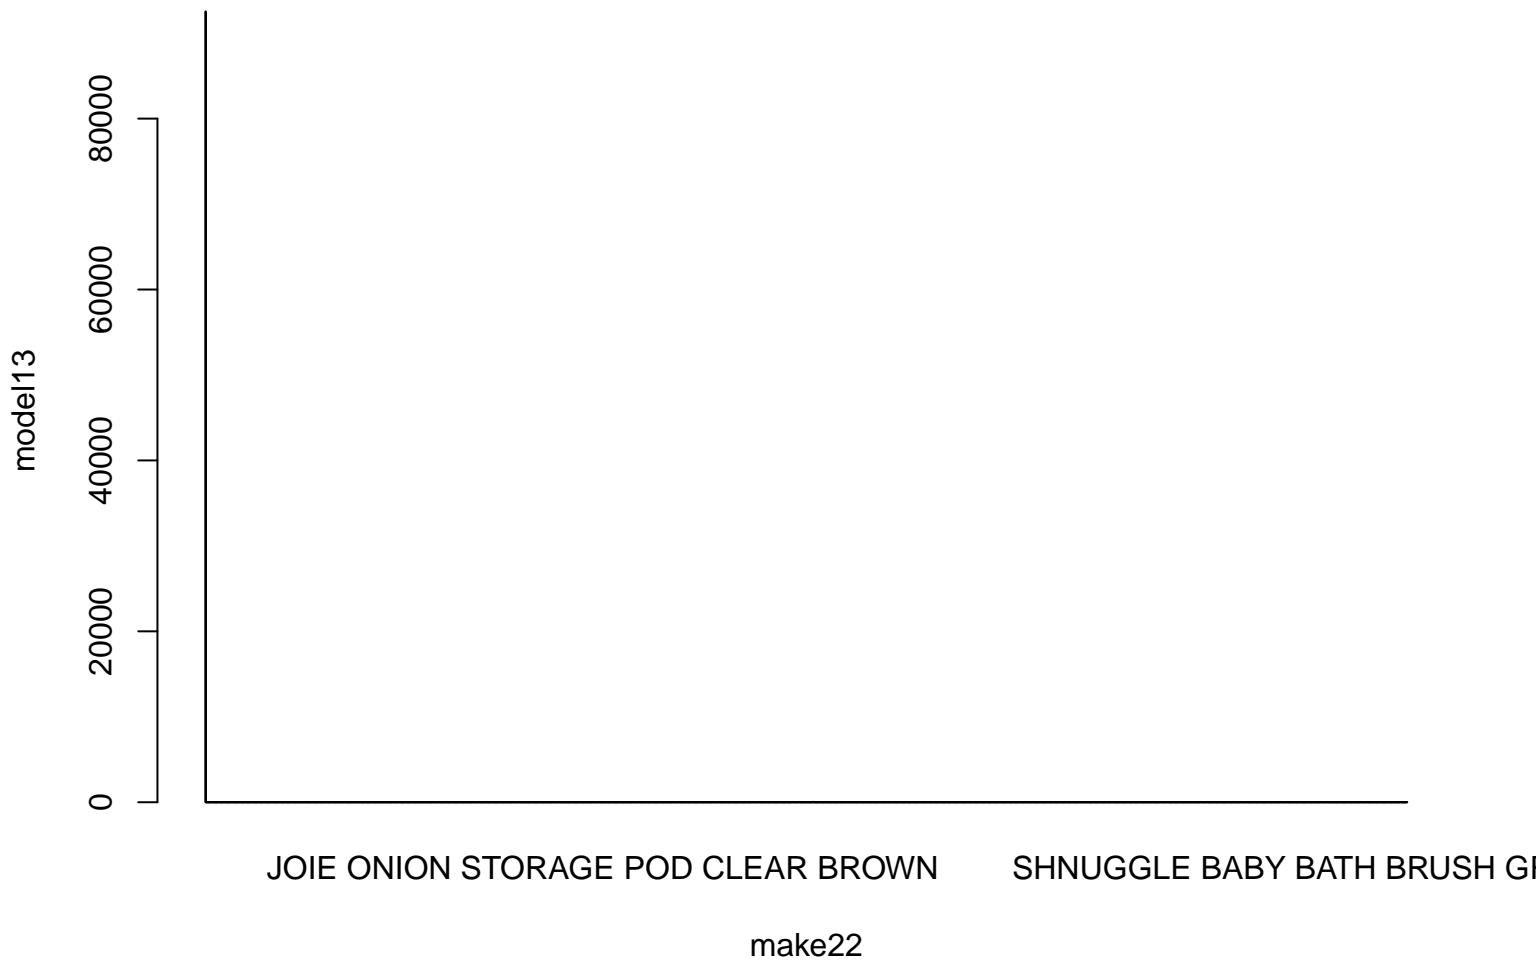 80000
60000
40000
20000
0
model13
JOIE ONION STORAGE POD CLEAR BROWN
SHNUGGLE BABY BATH BRUSH
make22